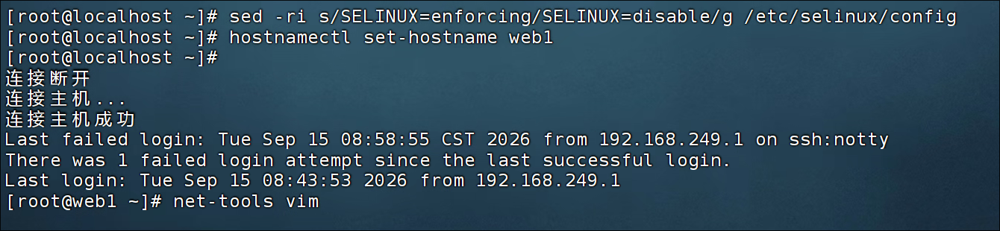 [root@localhost ~]# sed -ri s/SELINUX=enforcing/SELINUX=disable/g /etc/selinux/config
[root@localhost ~]# hostnamectl set-hostname web1
[root@localhost ~]#
连接断开
连接主机...
连接主机成功
Last failed login: Tue Sep 15 08:58:55 CST 2026 from 192.168.249.1 on ssh:notty
There was 1 failed login attempt since the last successful login.
Last login: Tue Sep 15 08:43:53 2026 from 192.168.249.1
[root@web1 ~]# net-tools vim